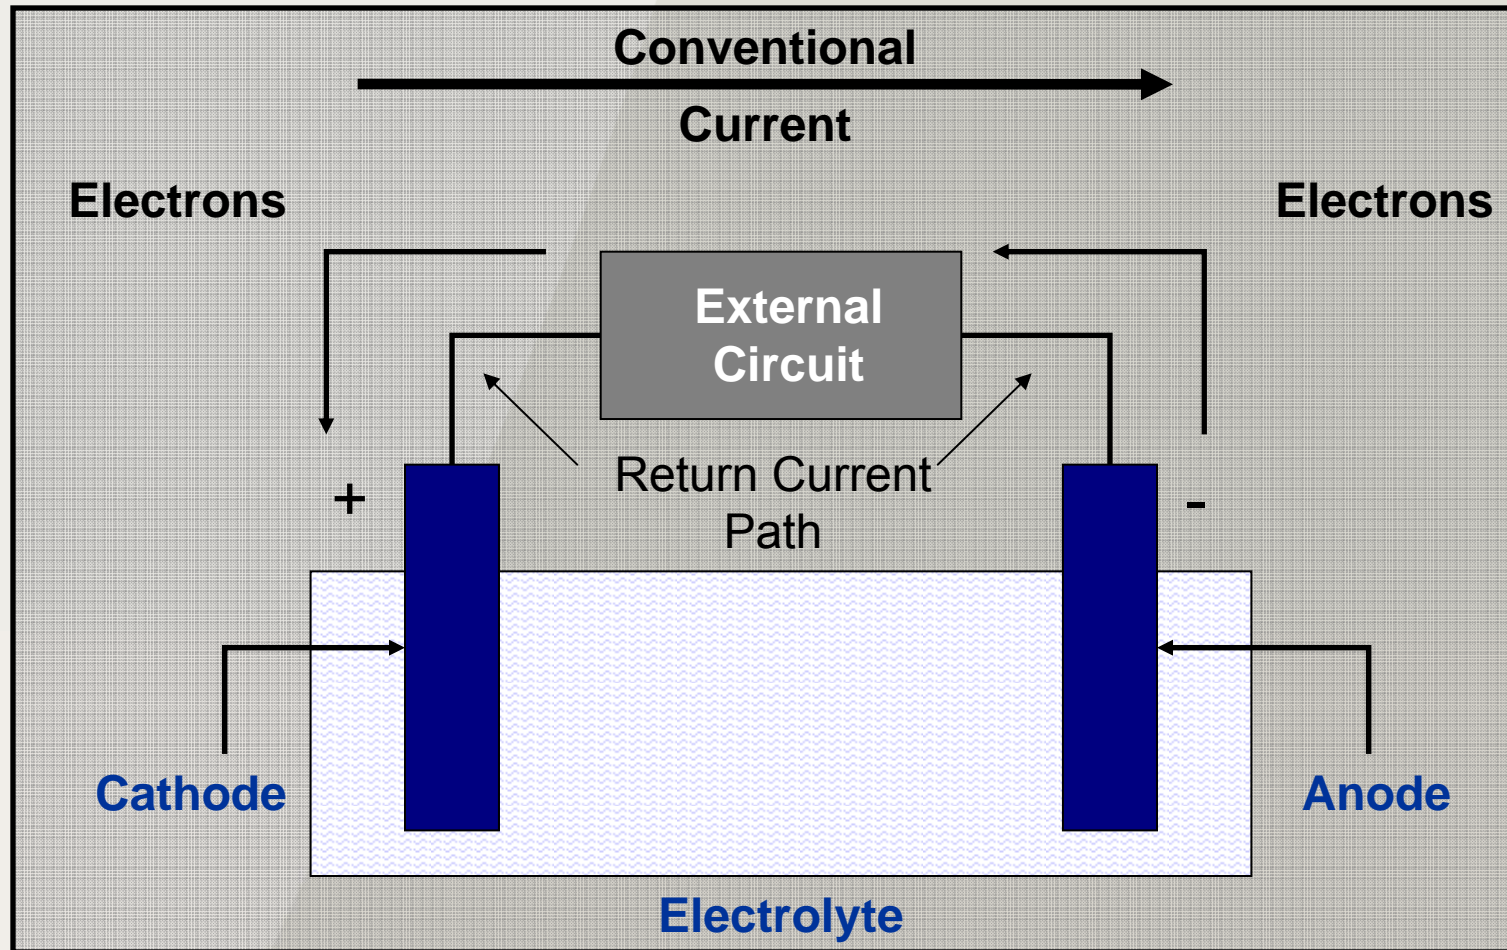 Conventional
Current
Electrons
Electrons
External
Circuit
Return Current
Path
+
-
Cathode
Anode
Electrolyte